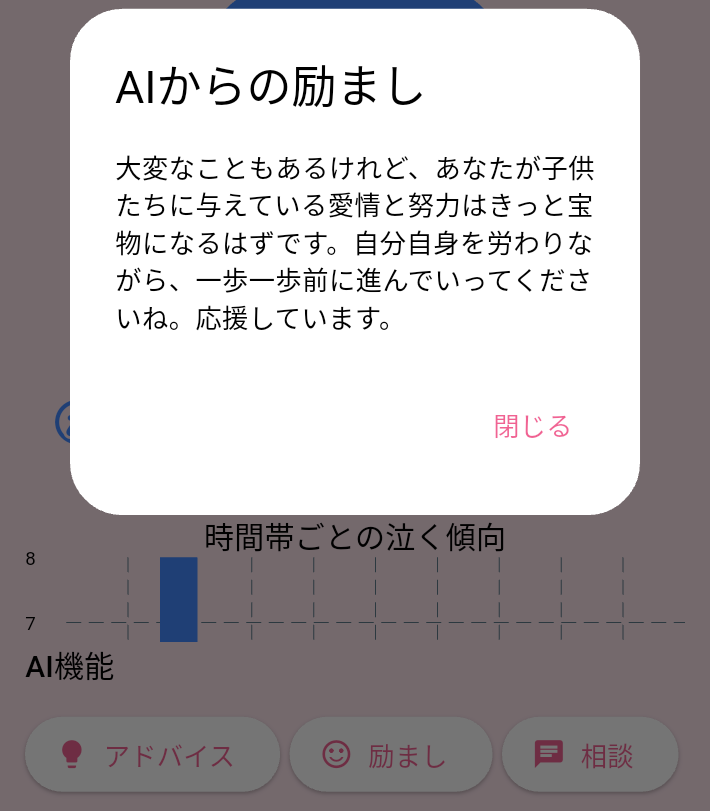 AIからの励まし
大変なこともあるけれど、あなたが子供
たちに与えている愛情と努力はきっと宝
物になるはずです。自分自身を労わりな
がら、一歩一歩前に進んでいってくださ
いね。応援しています。
閉じる
時間帯ごとの泣く傾向
8
7
AI機能
アドバイス
励まし
相談